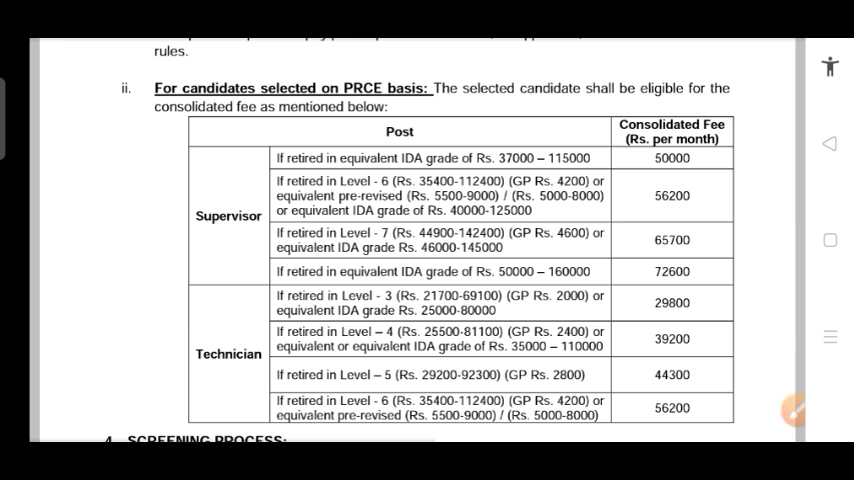 rules.
ii. For candidates selected on PRCE basis: The selected candidate shall be eligible for the
consolidated fee as mentioned below:
Post
Consolidated Fee
(Rs. per month)
Supervisor
If retired in equivalent IDA grade of Rs. 37000 – 115000
50000
If retired in Level - 6 (Rs. 35400-112400) (GP Rs. 4200) or
equivalent pre-revised (Rs. 5500-9000) / (Rs. 5000-8000)
or equivalent IDA grade of Rs. 40000-125000
56200
If retired in Level - 7 (Rs. 44900-142400) (GP Rs. 4600) or
equivalent IDA grade Rs. 46000-145000
65700
If retired in equivalent IDA grade of Rs. 50000 – 160000
72600
Technician
If retired in Level - 3 (Rs. 21700-69100) (GP Rs. 2000) or
equivalent IDA grade Rs. 25000-80000
29800
If retired in Level – 4 (Rs. 25500-81100) (GP Rs. 2400) or
equivalent or equivalent IDA grade of Rs. 35000 – 110000
39200
If retired in Level – 5 (Rs. 29200-92300) (GP Rs. 2800)
44300
If retired in Level - 6 (Rs. 35400-112400) (GP Rs. 4200) or
equivalent pre-revised (Rs. 5500-9000) / (Rs. 5000-8000)
56200
4. SCREENING PROCESS: